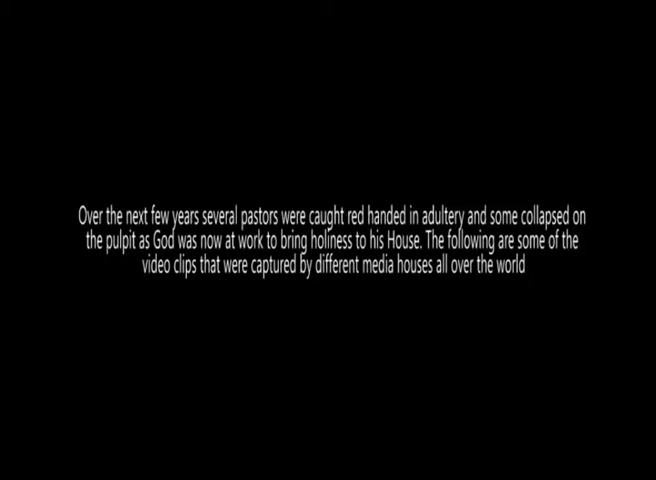 Over the next few years several pastors were caught red handed in adultery and some collapsed on
the pulpit as God was now at work to bring holiness to his House. The following are some of the
video clips that were captured by different media houses all over the world